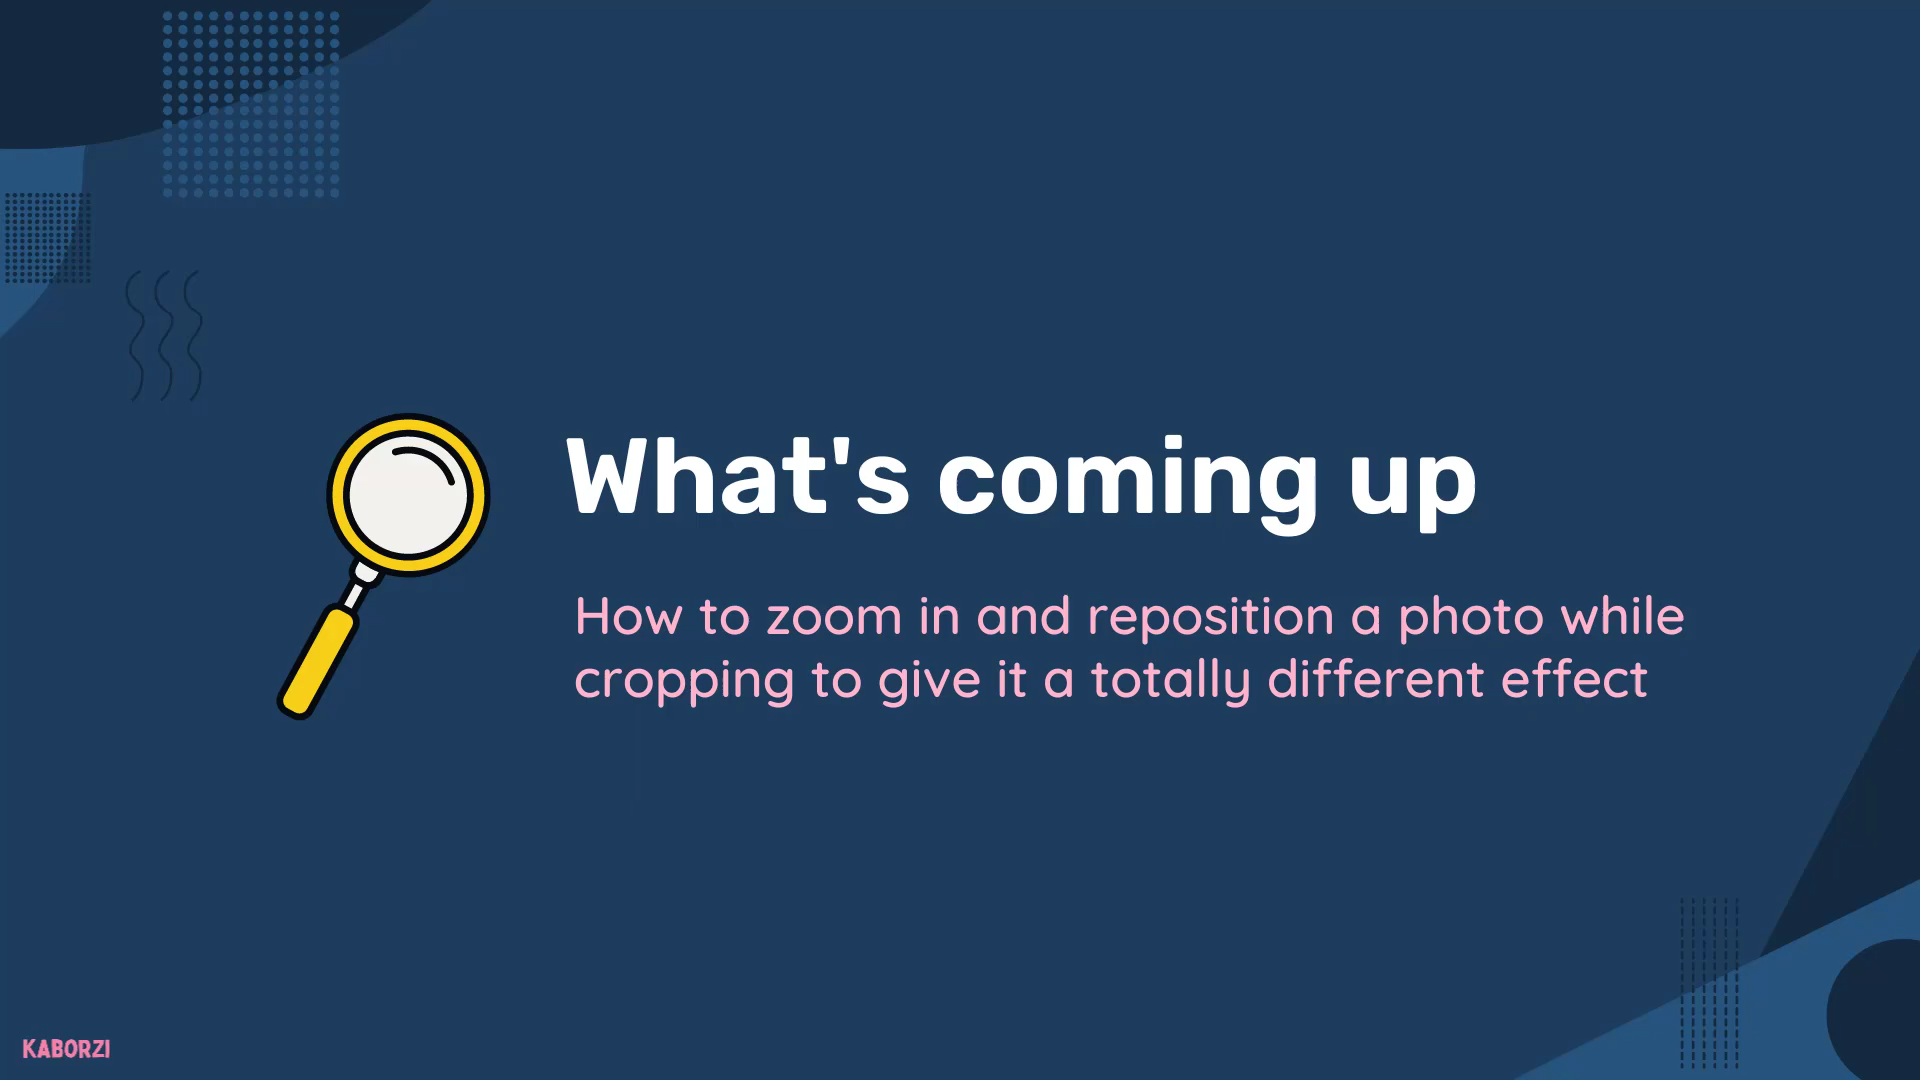 What's coming up
How to zoom in and reposition a photo while
cropping to give it a totally different effect
KABORZI